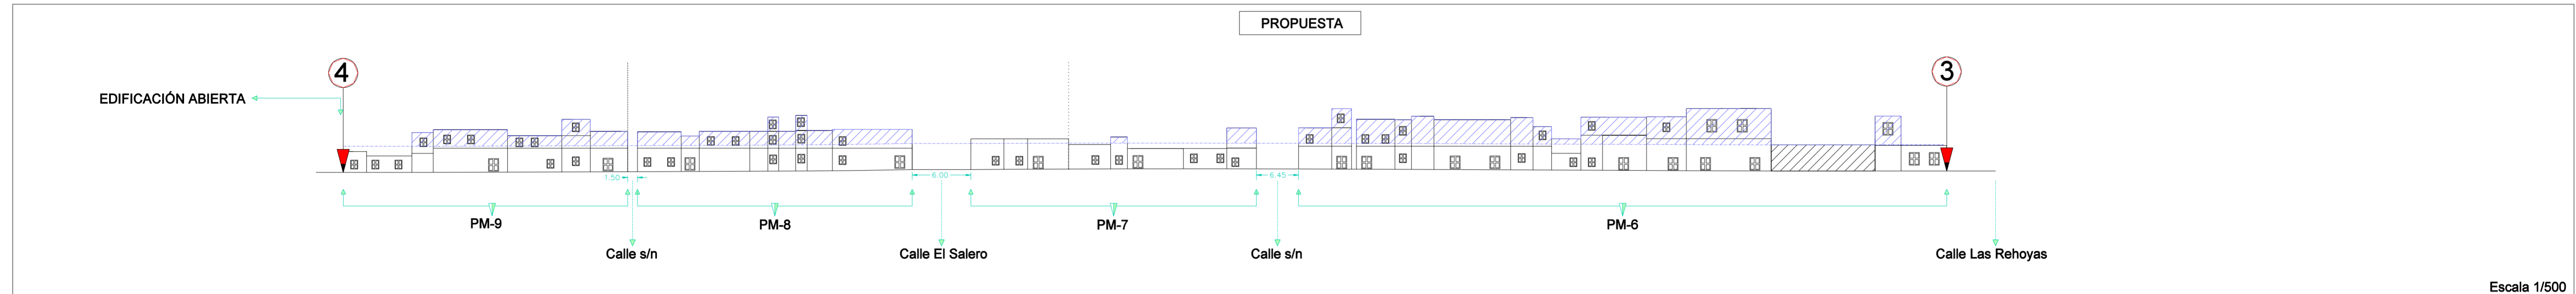 PROPUESTA
4
3
EDIFICACIÓN ABIERTA
1.50
6.00
6.45
PM-9
PM-8
PM-7
PM-6
Calle s/n
Calle El Salero
Calle s/n
Calle Las Rehoyas
Escala 1/500